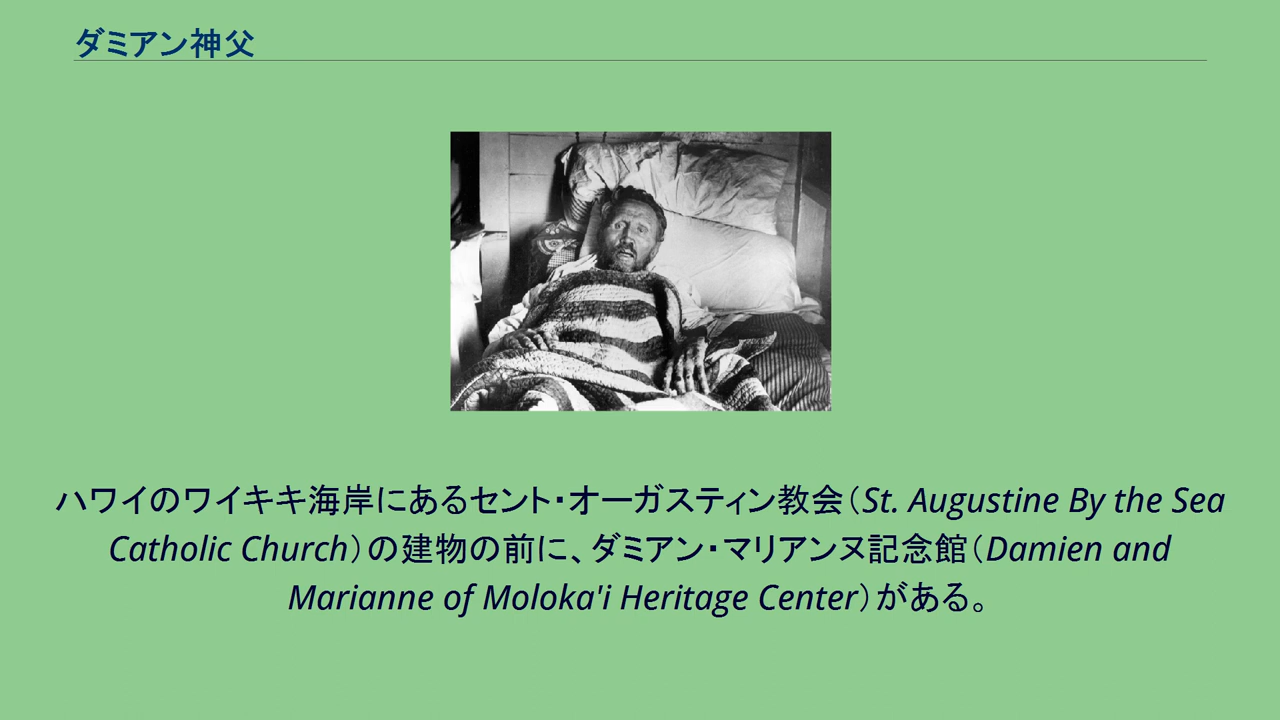 ダミアン神父
ハワイのワイキキ海岸にあるセント・オーガスティン教会（St. Augustine By the Sea
Catholic Church）の建物の前に、ダミアン・マリアンヌ記念館（Damien and
Marianne of Moloka'i Heritage Center）がある。